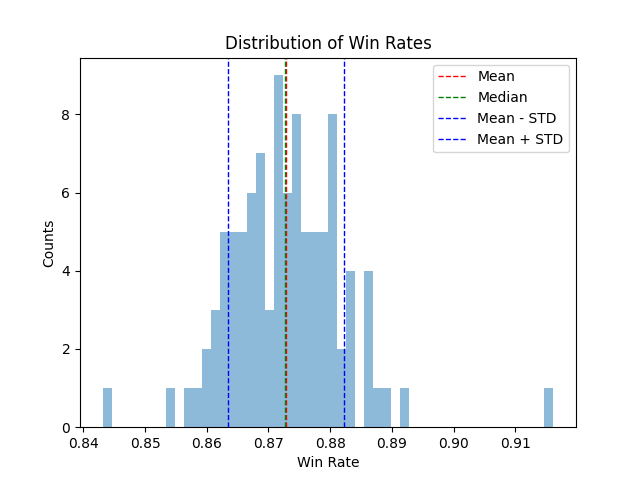 Distribution of Win Rates
Mean
Median
Mean - STD
Mean + STD
Counts
8
6
4
2
0
0.84 0.85 0.86 0.87 0.88 0.89 0.90 0.91
Win Rate